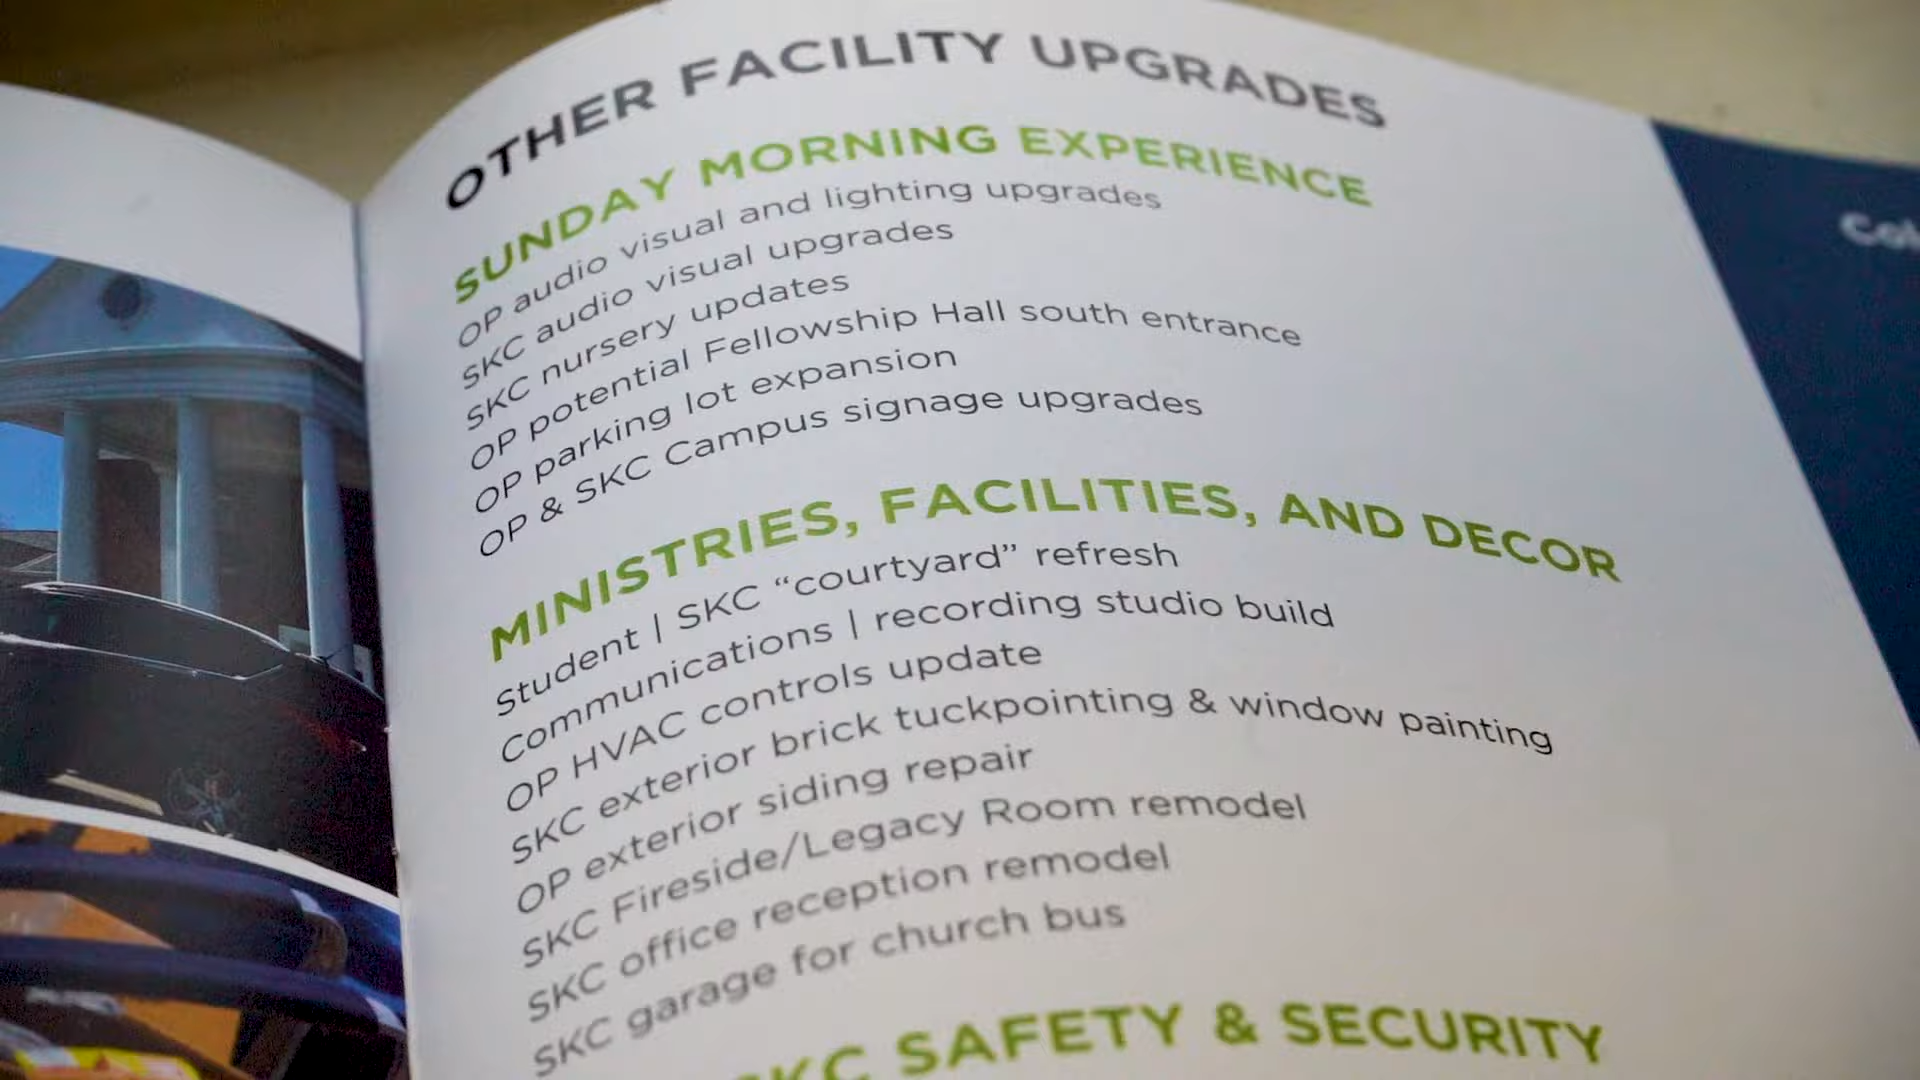 OTHER FACILITY UPGRADES
SUNDAY MORNING EXPERIENCE
OP audio visual and lighting upgrades
SKC audio visual upgrades
SKC nursery updates
OP potential Fellowship Hall south entrance
OP parking lot expansion
OP & SKC Campus signage upgrades
MINISTRIES, FACILITIES, AND DECOR
Student | SKC “courtyard” refresh
Communications | recording studio build
OP HVAC controls update
SKC exterior brick tuckpointing & window painting
OP exterior siding repair
SKC Fireside/Legacy Room remodel
SKC office reception remodel
SKC garage for church bus
SKC SAFETY & SECURITY